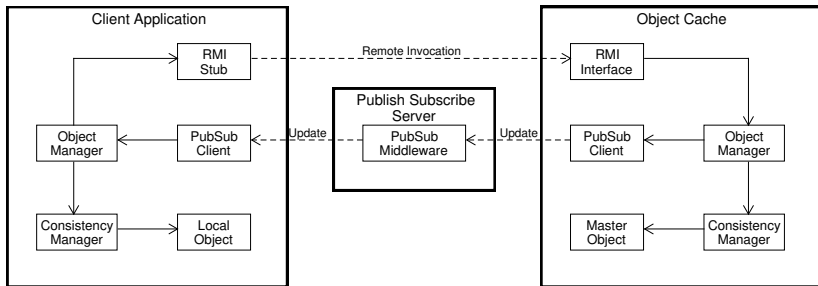 Client Application
Object Cache
RMI
Stub
Remote Invocation
RMI
Interface
Publish Subscribe
Server
Object
Manager
PubSub
Client
Update
PubSub
Middleware
Update
PubSub
Client
Object
Manager
Consistency
Manager
Local
Object
Master
Object
Consistency
Manager